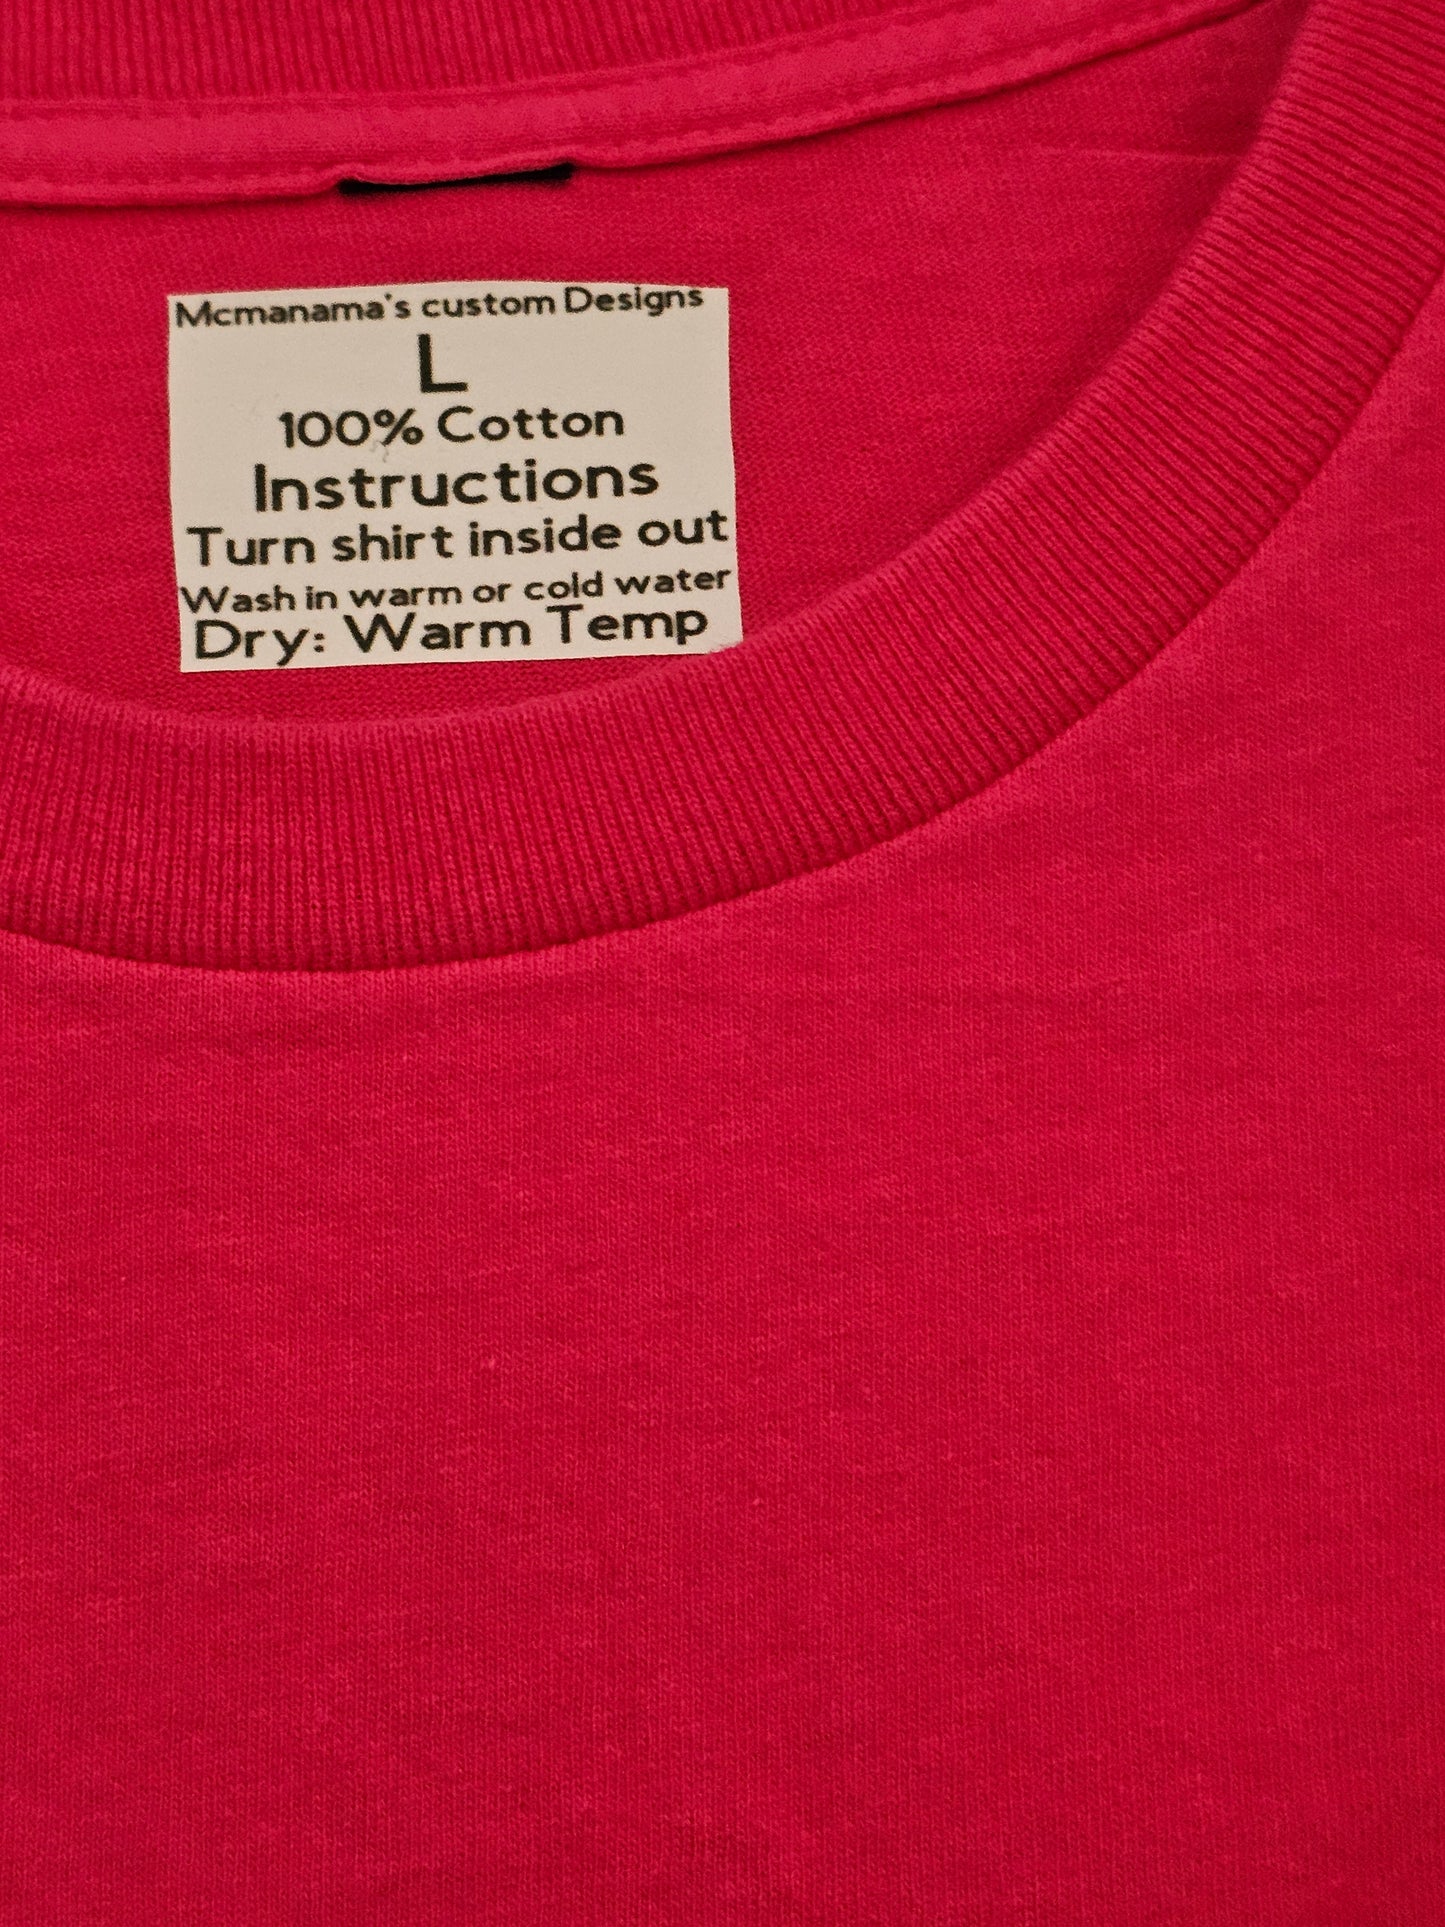 Mcmanama's custom Designs
L
100% Cotton
Instructions
Turn shirt inside out
Wash in warm or cold water
Dry: Warm Temp